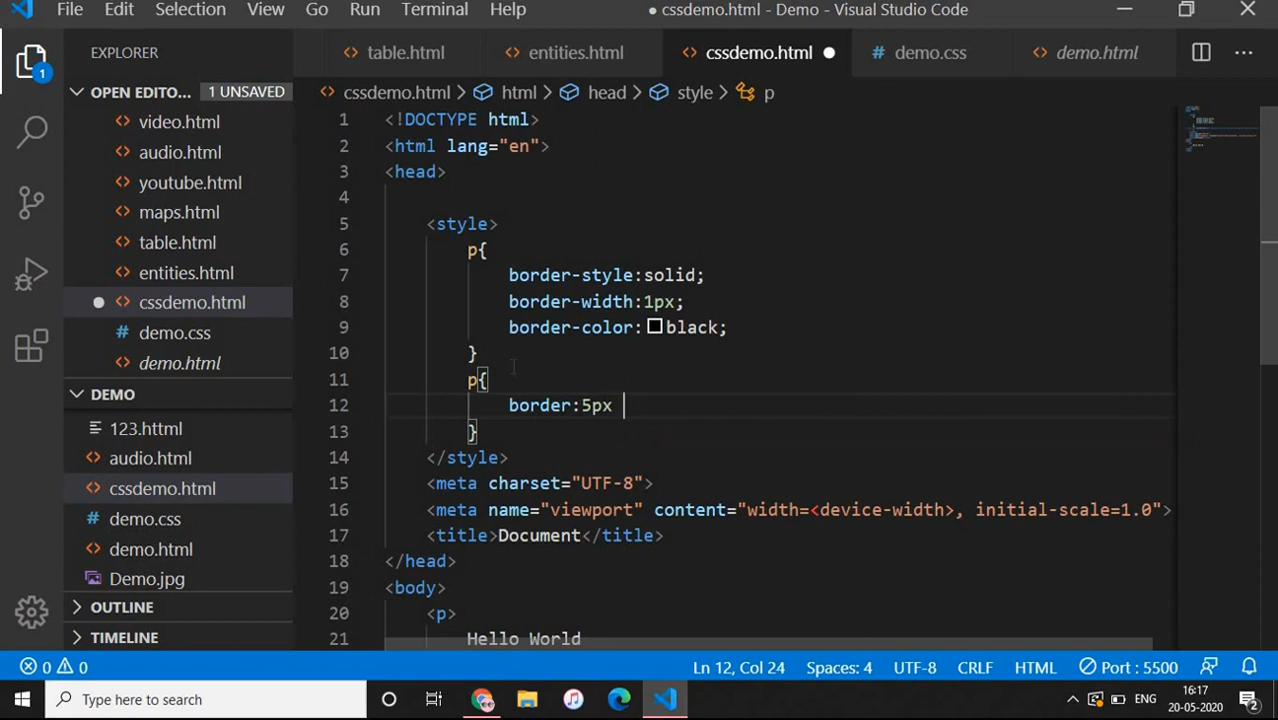 File Edit Selection View Go Run Terminal Help ● cssdemo.html - Demo - Visual Studio Code
EXPLORER
table.html entities.html cssdemo.html demo.css demo.html
1
OPEN EDITO... 1 UNSAVED
video.html
audio.html
youtube.html
maps.html
table.html
entities.html
cssdemo.html
demo.css
demo.html
DEMO
123.html
audio.html
cssdemo.html
demo.css
demo.html
Demo.jpg
OUTLINE
TIMELINE
cssdemo.html > html > head > style > p
1 <!DOCTYPE html>
2 <html lang="en">
3 <head>
4
5 <style>
6 p{
7 border-style:solid;
8 border-width:1px;
9 border-color:black;
10 }
11 p{
12 border:5px
13 }
14 </style>
15 <meta charset="UTF-8">
16 <meta name="viewport" content="width=<device-width>, initial-scale=1.0">
17 <title>Document</title>
18 </head>
19 <body>
20 <p>
21 Hello World
0 0 Ln 12, Col 24 Spaces: 4 UTF-8 CRLF HTML Port : 5500
Type here to search ENG 16:17
20-05-2020 2